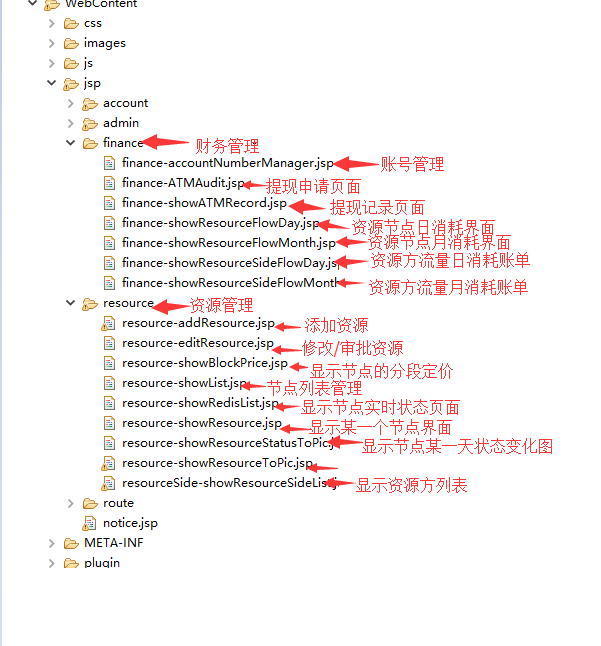 WebContent
css
images
js
jsp
account
admin
finance 财务管理
finance-accountNumberManager.jsp 账号管理
finance-ATMAudit.jsp 提现申请页面
finance-showATMRecord.jsp 提现记录页面
finance-showResourceFlowDay.jsp 资源节点日消耗界面
finance-showResourceFlowMonth.jsp 资源节点月消耗界面
finance-showResourceSideFlowDay.js 资源方流量日消耗账单
finance-showResourceSideFlowMonth 资源方流量月消耗账单
resource 资源管理
resource-addResource.jsp 添加资源
resource-editResource.jsp 修改/审批资源
resource-showBlockPrice.jsp 显示节点的分段定价
resource-showList.jsp 节点列表管理
resource-showRedisList.jsp 显示节点实时状态页面
resource-showResource.jsp 显示某一个节点界面
resource-showResourceStatusToPic.j 显示节点某一天状态变化图
resource-showResourceToPic.jsp
resourceSide-showResourceSideList.j 显示资源方列表
route
notice.jsp
META-INF
plugin